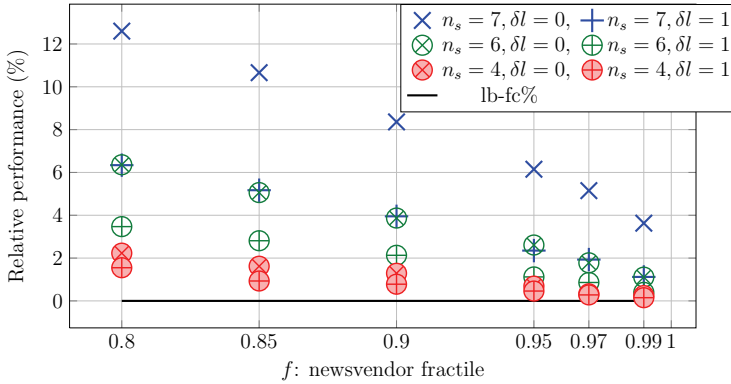 12
10
8
6
4
2
0
Relative performance (%)
n_s = 7, δl = 0, n_s = 7, δl = 1
n_s = 6, δl = 0, n_s = 6, δl = 1
n_s = 4, δl = 0, n_s = 4, δl = 1
lb-fc%
0.8 0.85 0.9 0.95 0.97 0.99 1
f: newsvendor fractile